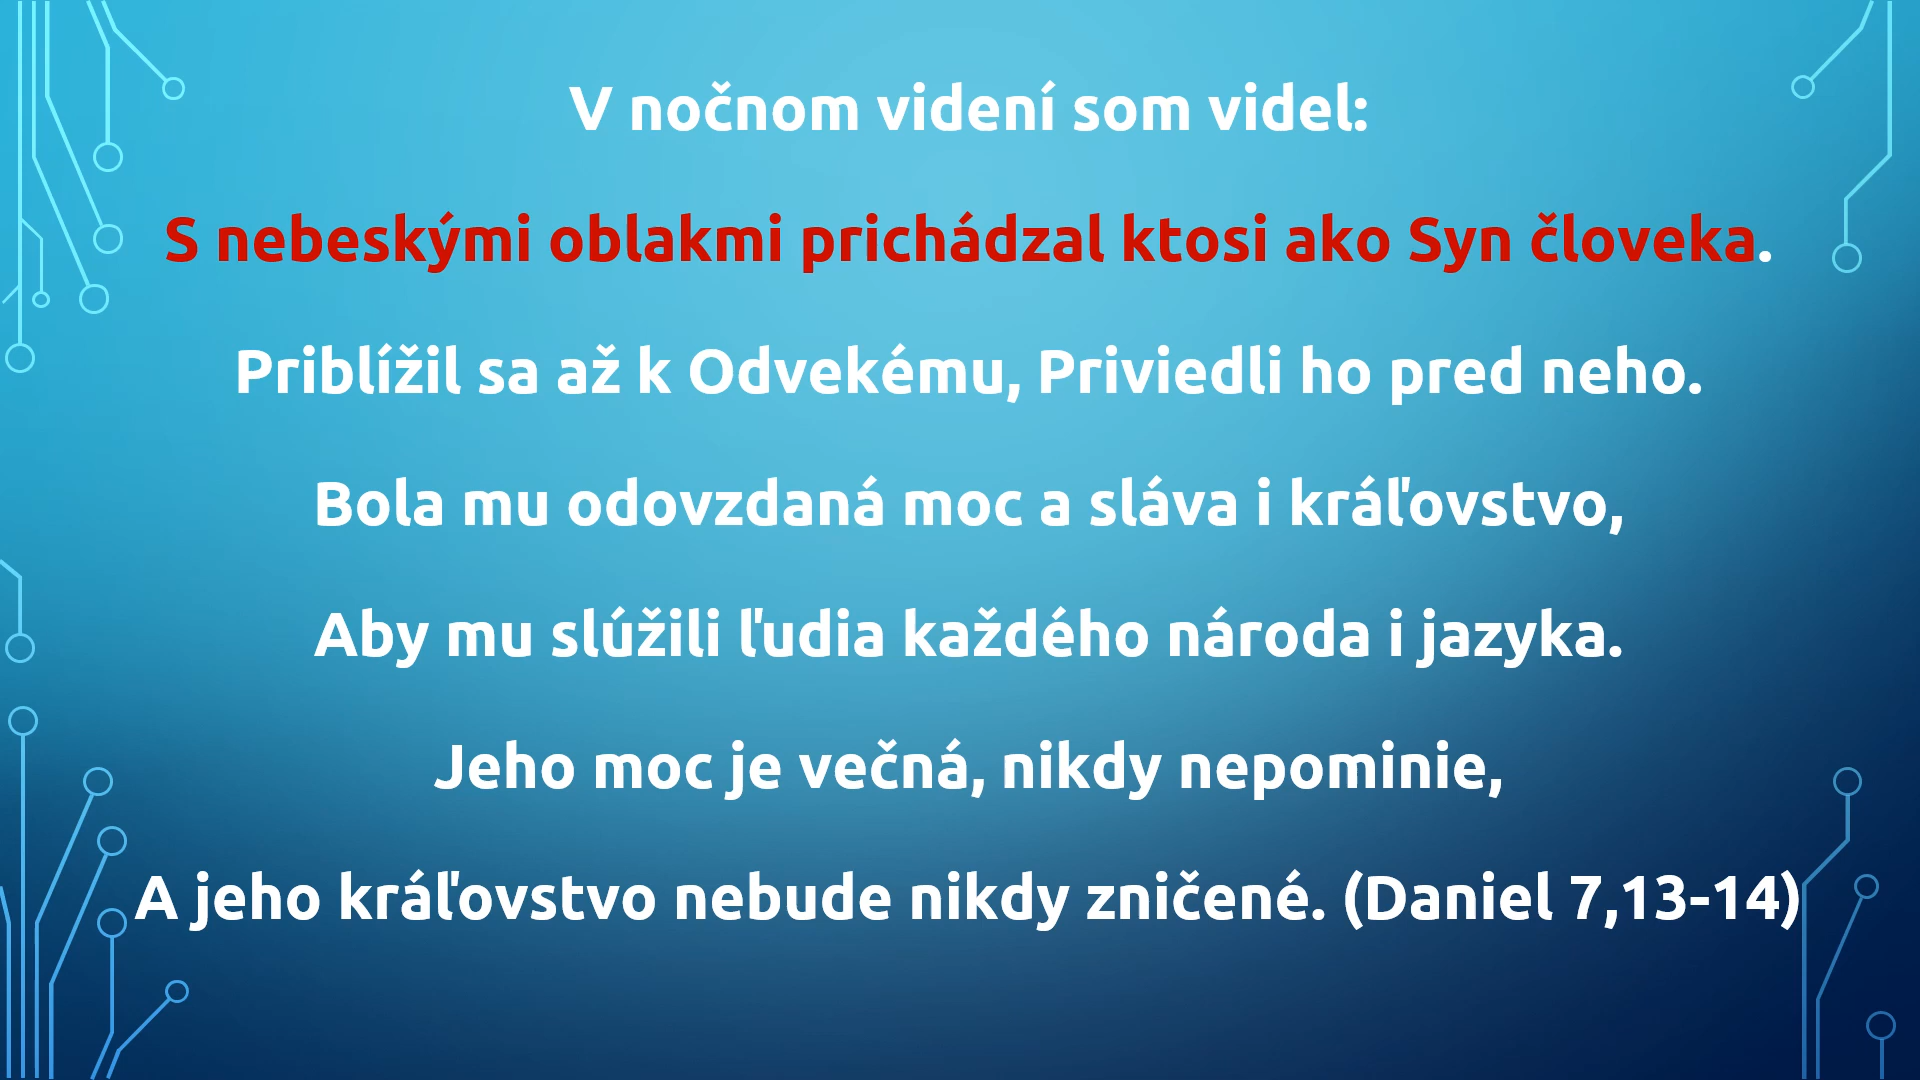 V nočnom videní som videl:
S nebeskými oblakmi prichádzal ktosi ako Syn človeka.
Priblížil sa až k Odvekému, Priviedli ho pred neho.
Bola mu odovzdaná moc a sláva i kráľovstvo,
Aby mu slúžili ľudia každého národa i jazyka.
Jeho moc je večná, nikdy nepominie,
A jeho kráľovstvo nebude nikdy zničené. (Daniel 7,13-14)